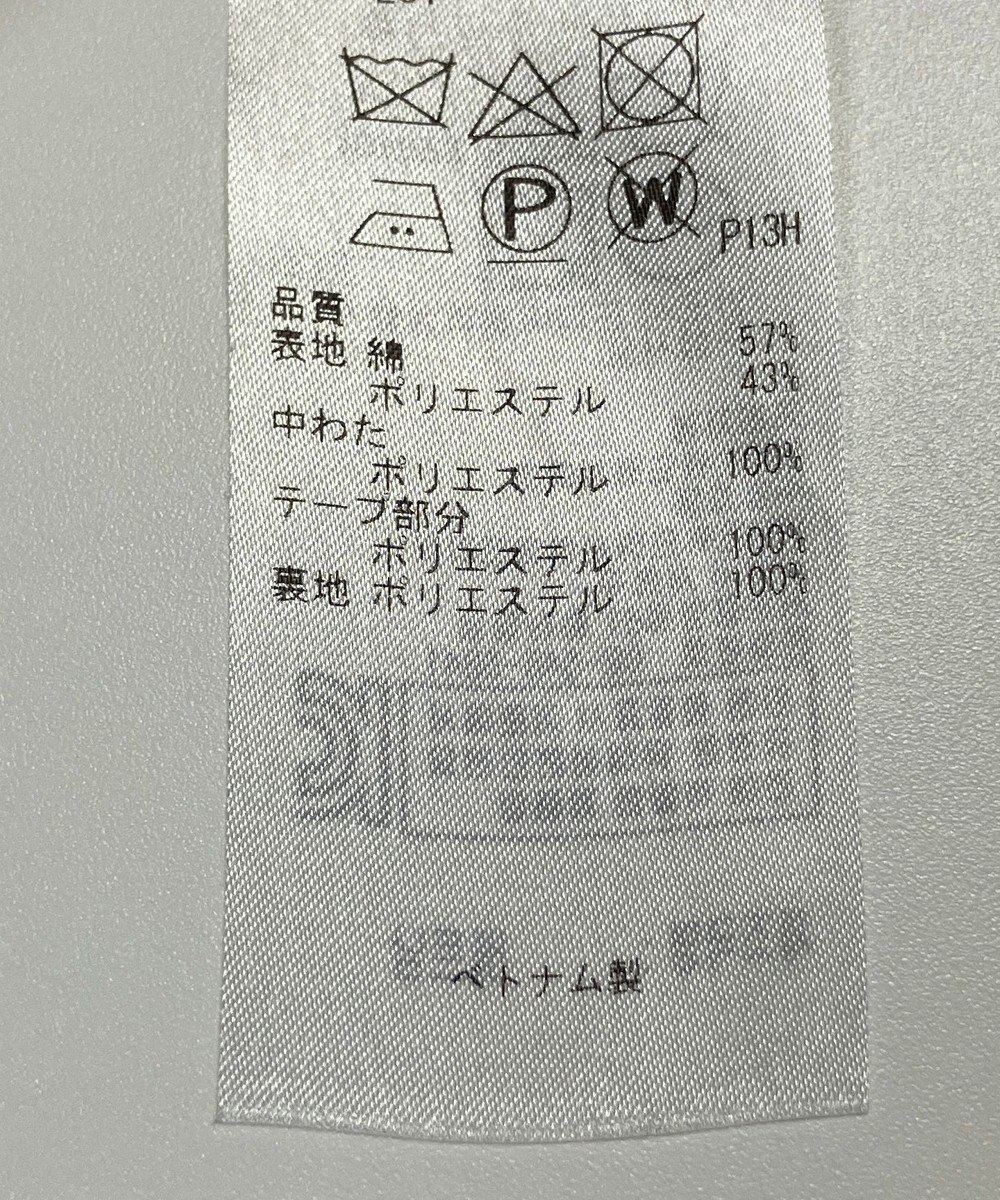 P
W
P13H
品質
表地 綿 57%
ポリエステル 43%
中わた
ポリエステル 100%
テープ部分
ポリエステル 100%
裏地 ポリエステル 100%
ベトナム製